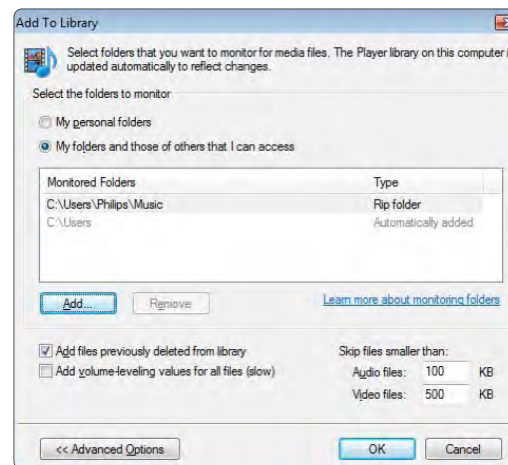 Add To Library
Select folders that you want to monitor for media files. The Player library on this computer
updated automatically to reflect changes.
Select the folders to monitor
My personal folders
My folders and those of others that I can access
Monitored Folders Type
C:\Users\Philips\Music Rip folder
C:\Users Automatically added
Add... Remove Learn more about monitoring folders
Add files previously deleted from library Skip files smaller than:
Add volume-leveling values for all files (slow) Audio files: 100 KB
Video files: 500 KB
<< Advanced Options OK Cancel